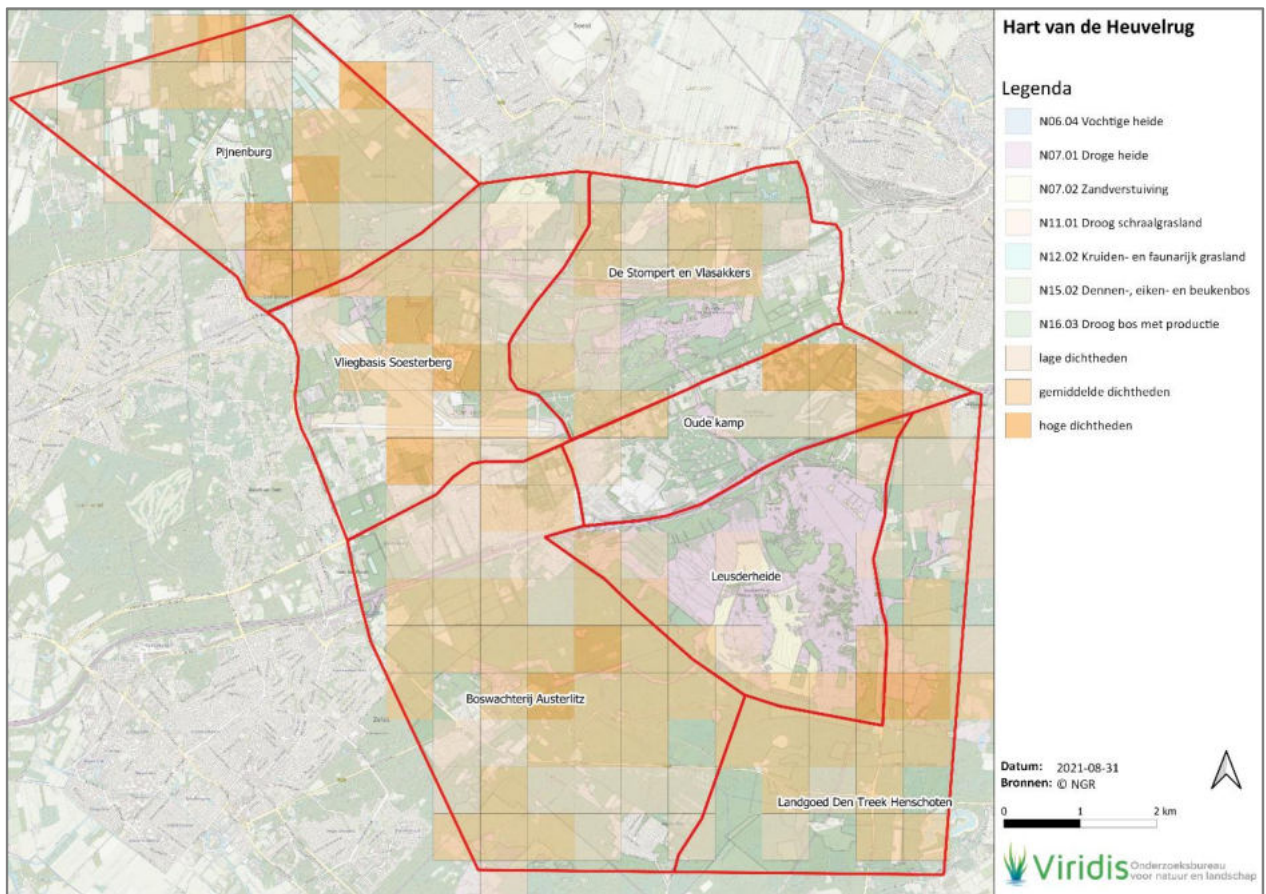 Hart van de Heuvelrug
Legenda
N06.04 Vochtige heide
N07.01 Droge heide
N07.02 Zandverstuiving
N11.01 Droog schraalgrasland
N12.02 Kruiden- en faunarijk grasland
N15.02 Dennen-, eiken- en beukenbos
N16.03 Droog bos met productie
lage dichtheden
gemiddelde dichtheden
hoge dichtheden
Pijnenburg
De Stompert en Vlasakkers
Vliegbasis Soesterberg
Oude kamp
Leusderheide
Boswachterij Austerlitz
Landgoed Den Treek Henschoten
Datum: 2021-08-31
Bronnen: © NGR
0 1 2 km
Viridis Onderzoeksbureau
voor natuur en landschap